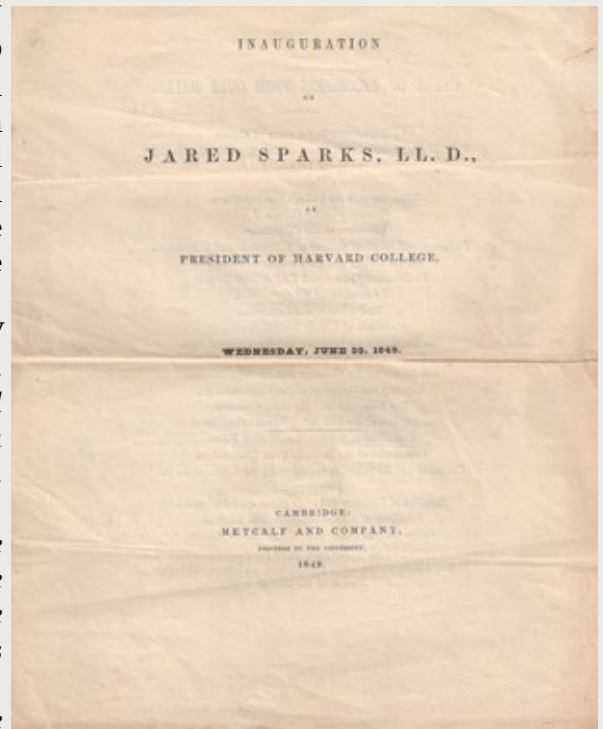 INAUGURATION
OF
JARED SPARKS, LL. D.,
AS
PRESIDENT OF HARVARD COLLEGE,
WEDNESDAY, JUNE 20, 1849.
CAMBRIDGE:
METCALF AND COMPANY,
PRINTERS TO THE UNIVERSITY.
1849.